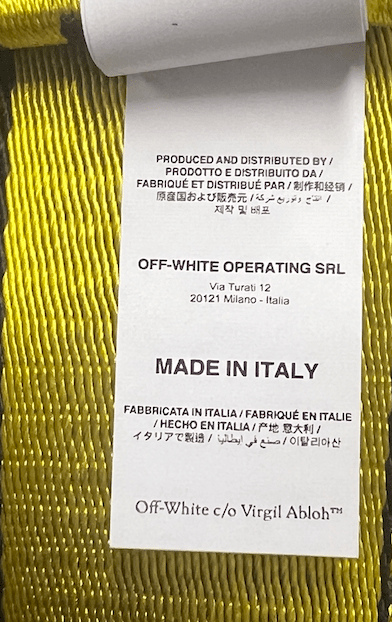 PRODUCED AND DISTRIBUTED BY /
PRODOTTO E DISTRIBUITO DA /
FABRIQUÉ ET DISTRIBUÉ PAR / 制作和经销 /
原産国および販売元 / انتاج وتوزيع شركة /
제작 및 배포
OFF-WHITE OPERATING SRL
Via Turati 12
20121 Milano - Italia
MADE IN ITALY
FABBRICATA IN ITALIA / FABRIQUÉ EN ITALIE
/ HECHO EN ITALIA / 产地 意大利 /
イタリアで製造 / صنع في ايطاليا / 이탈리아산
Off-White c/o Virgil Abloh™